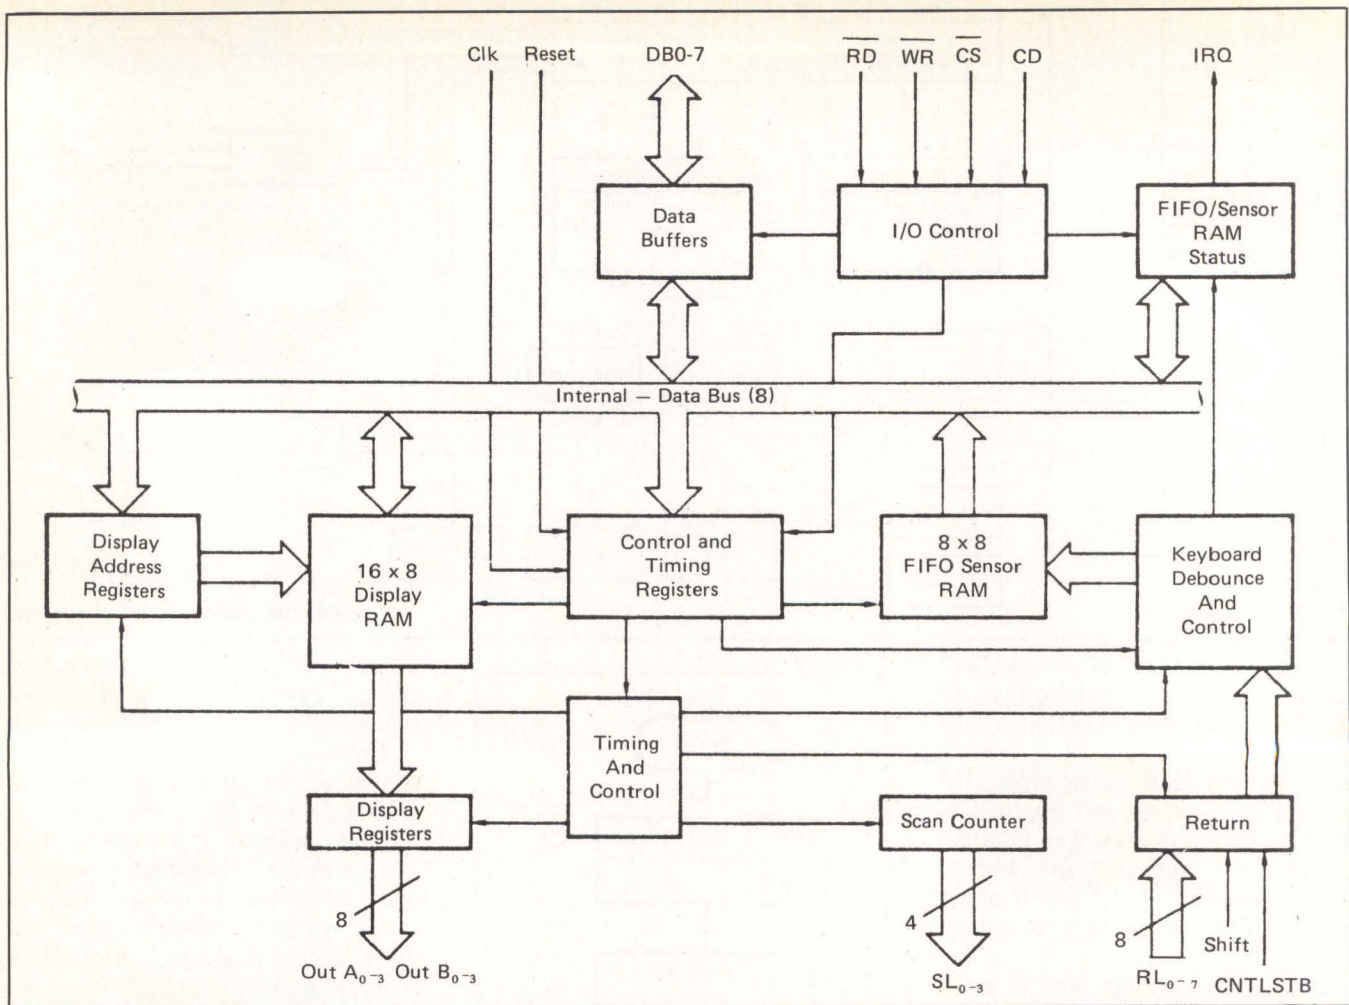 Clk Reset DB0-7 RD WR CS CD IRQ
Data
Buffers
I/O Control
FIFO/Sensor
RAM
Status
Internal — Data Bus (8)
Display
Address
Registers
16 x 8
Display
RAM
Control and
Timing
Registers
8 x 8
FIFO Sensor
RAM
Keyboard
Debounce
And
Control
Timing
And
Control
Display
Registers
Scan Counter
Return
8
4
8
Shift
Out A₀₋₃ Out B₀₋₃
SL₀₋₃
RL₀₋₇ CNTLSTB